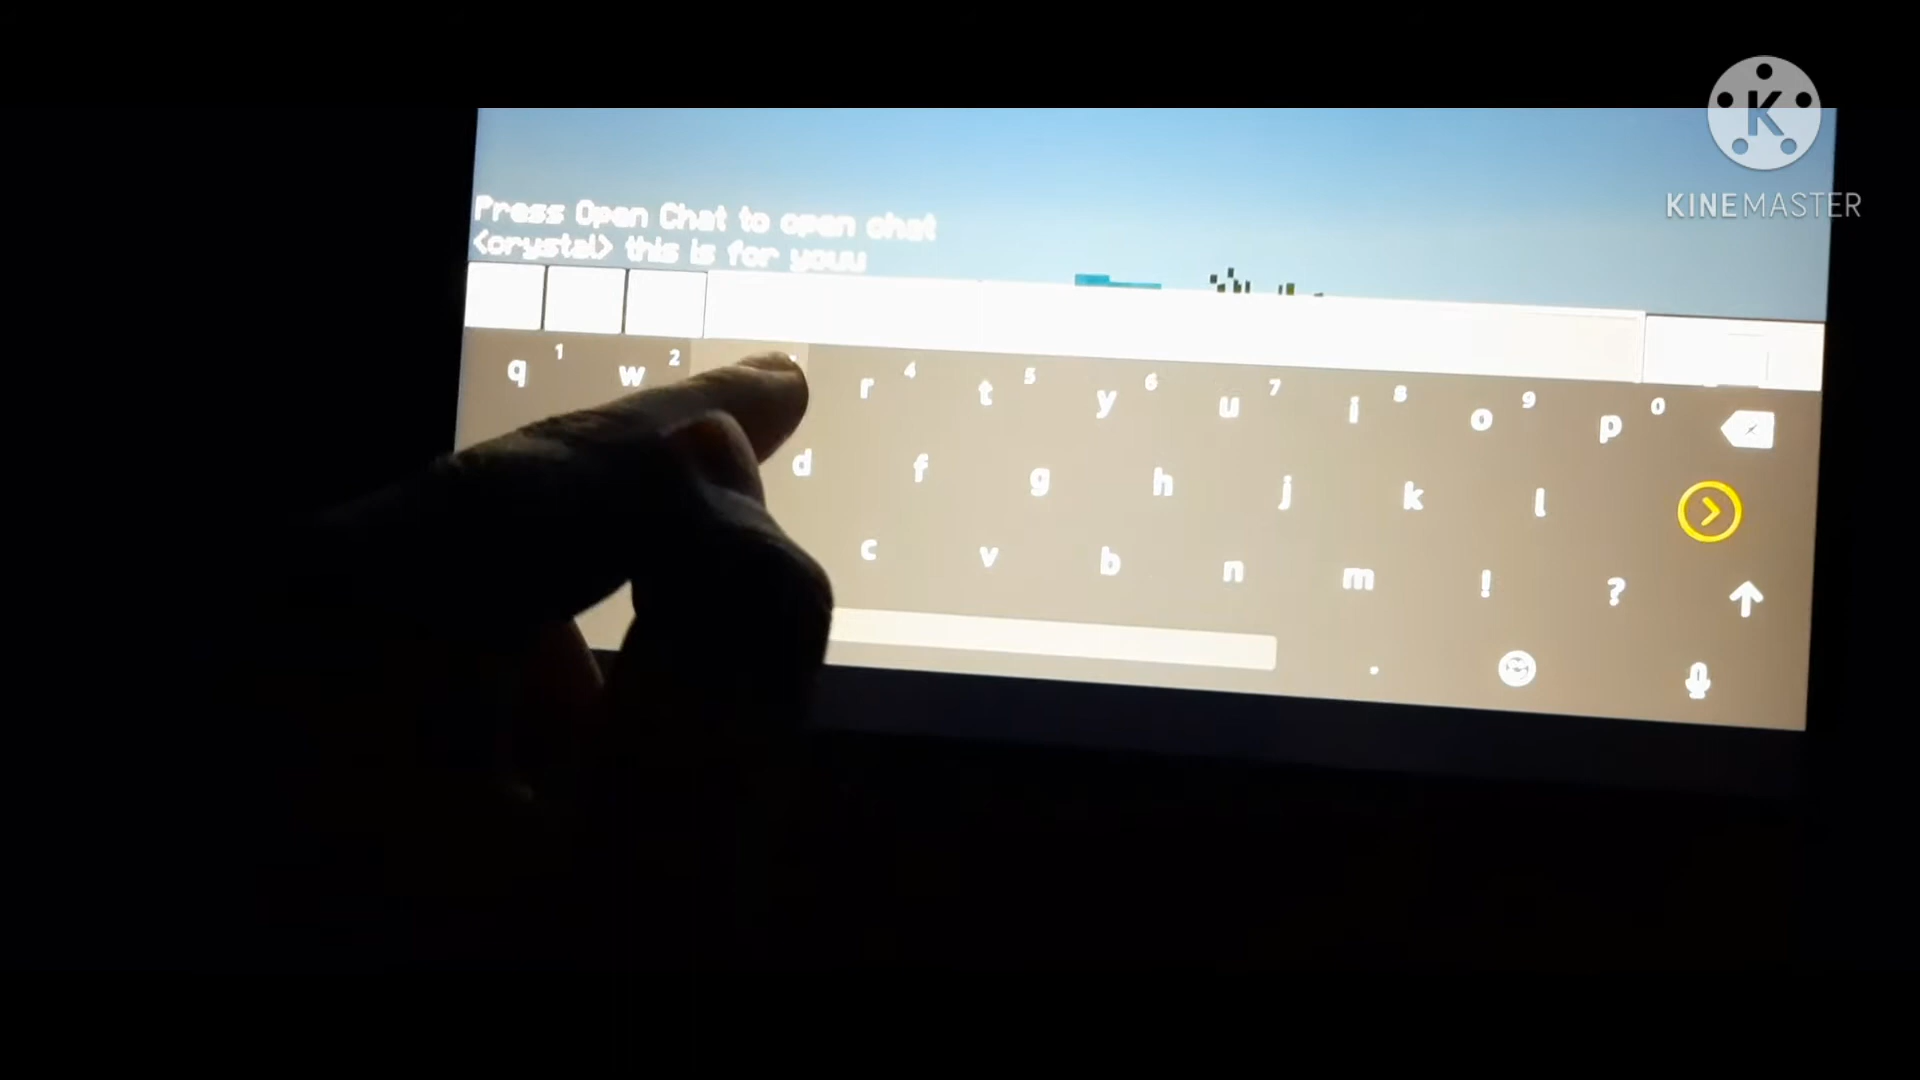 Press Open Chat to open chat
<crystal> this is for youu
q 1 w 2 r 4 t 5 y 6 u 7 i 8 o 9 p 0
d f g h j k l
c v b n m ! ?
.
K
KINEMASTER